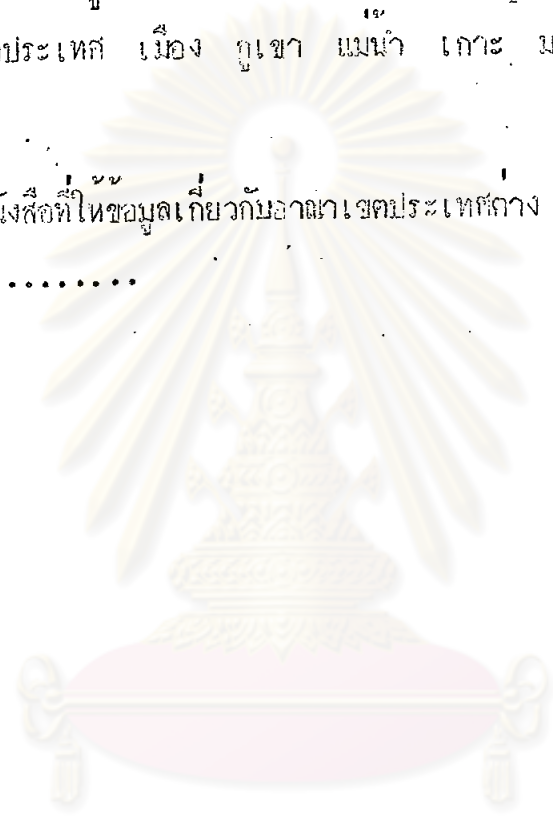 ประเทศ เมือง ภูเขา แม่น้ำ เกาะ ม
ังสือที่ให้ข้อมูลเกี่ยวกับอาณาเขตประเทศต่าง
........